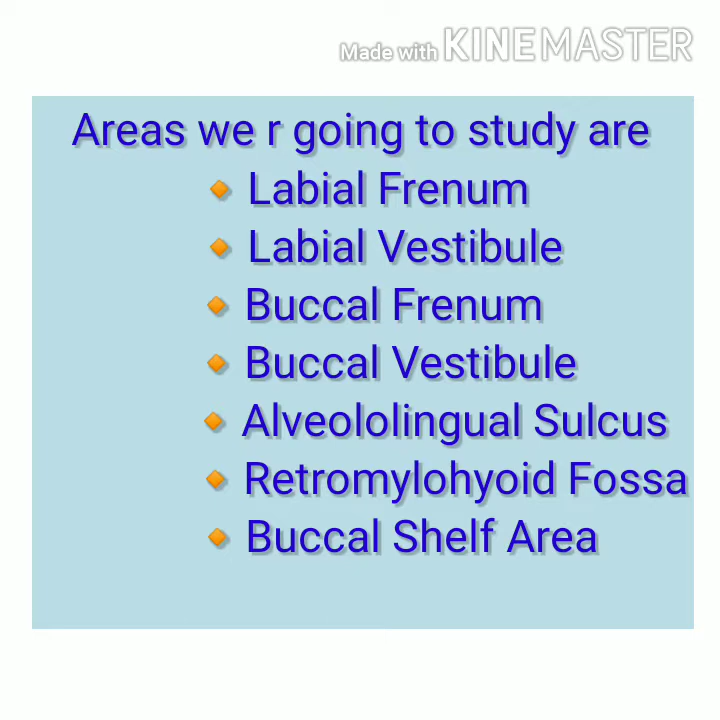 Made with KINEMASTER
Areas we r going to study are
🔸 Labial Frenum
🔸 Labial Vestibule
🔸 Buccal Frenum
🔸 Buccal Vestibule
🔸 Alveololingual Sulcus
🔸 Retromylohyoid Fossa
🔸 Buccal Shelf Area